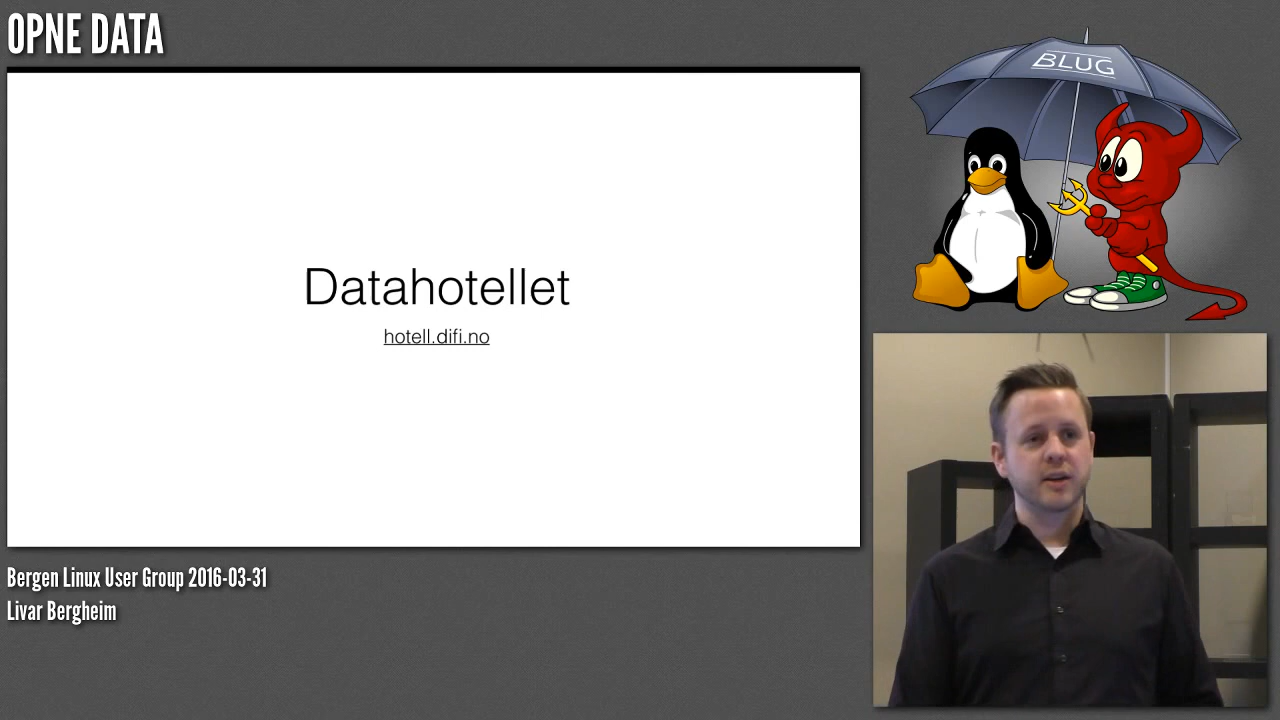 OPNE DATA
BLUG
Datahotellet
hotell.difi.no
Bergen Linux User Group 2016-03-31
Livar Bergheim